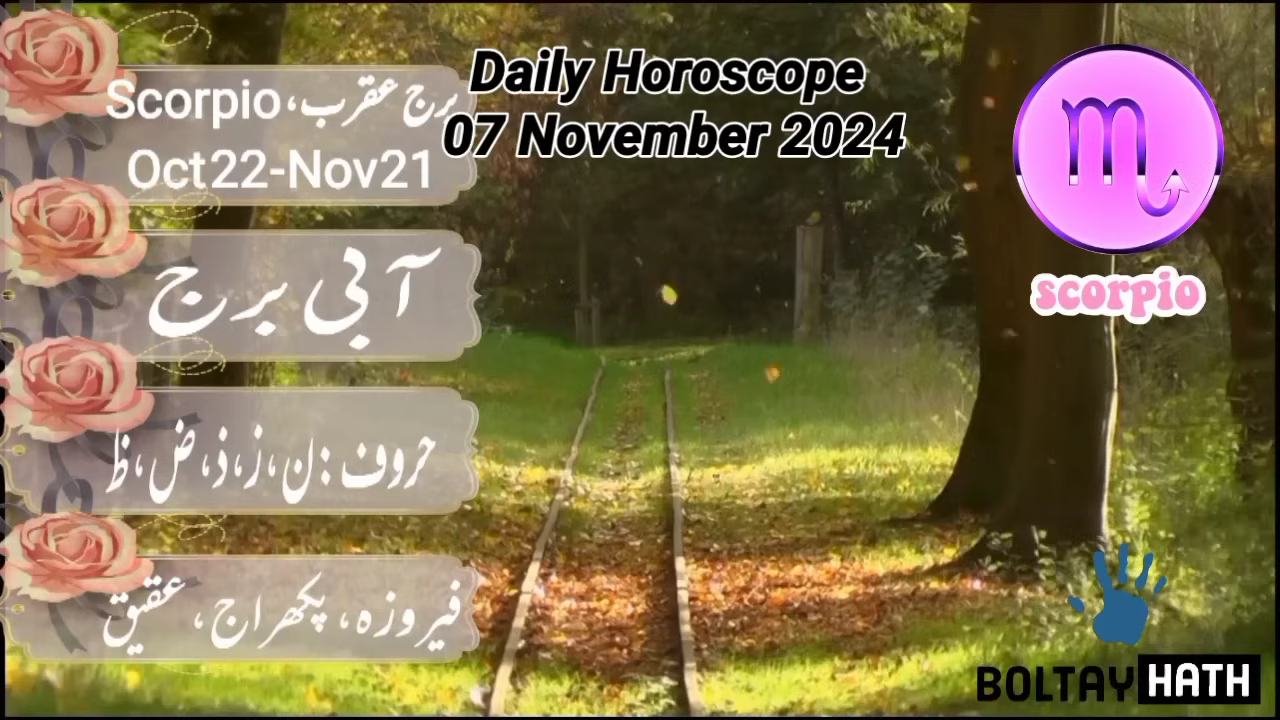 Daily Horoscope
07 November 2024
برج عقرب، Scorpio
Oct22-Nov21
آبی برج
حروف : ن، ز، ذ، ض، ظ
فیروزہ، پکھراج، عقیق
scorpio
BOLTAY HATH